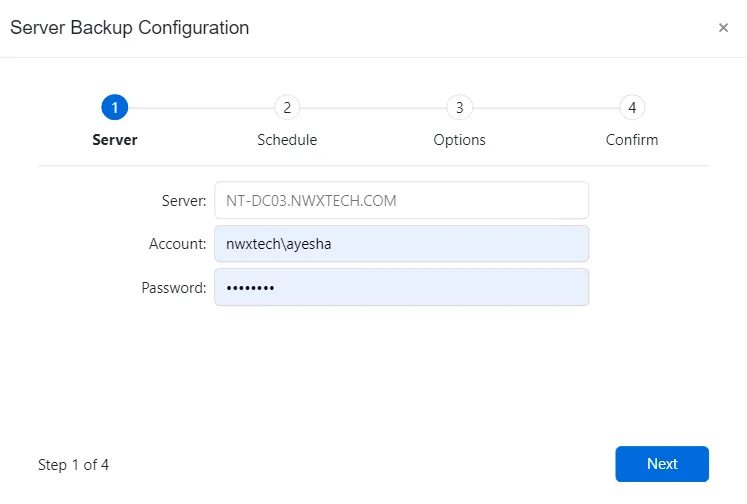 Server Backup Configuration ×
1 2 3 4
Server Schedule Options Confirm
Server: NT-DC03.NWXTECH.COM
Account: nwxtech\ayesha
Password: ••••••••
Step 1 of 4 Next